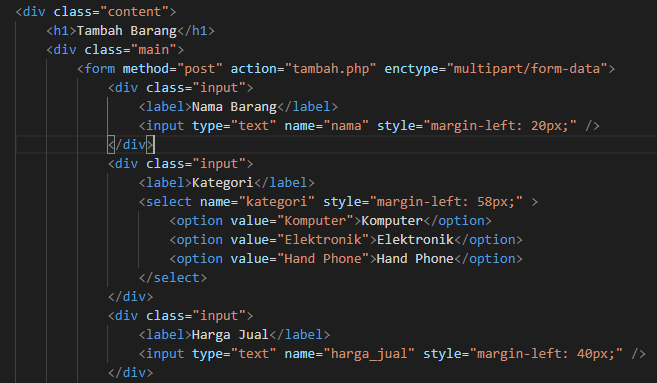 <div class="content">
<h1>Tambah Barang</h1>
<div class="main">
<form method="post" action="tambah.php" enctype="multipart/form-data">
<div class="input">
<label>Nama Barang</label>
<input type="text" name="nama" style="margin-left: 20px;" />
</div>
<div class="input">
<label>Kategori</label>
<select name="kategori" style="margin-left: 58px;" >
<option value="Komputer">Komputer</option>
<option value="Elektronik">Elektronik</option>
<option value="Hand Phone">Hand Phone</option>
</select>
</div>
<div class="input">
<label>Harga Jual</label>
<input type="text" name="harga_jual" style="margin-left: 40px;" />
</div>